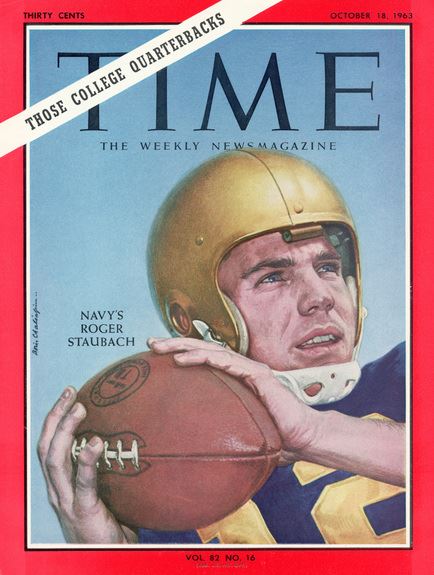 THIRTY CENTS
OCTOBER 18, 1963
THOSE COLLEGE QUARTERBACKS
TIME
THE WEEKLY NEWSMAGAZINE
NAVY'S
ROGER
STAUBACH
12
VOL. 82 NO. 16